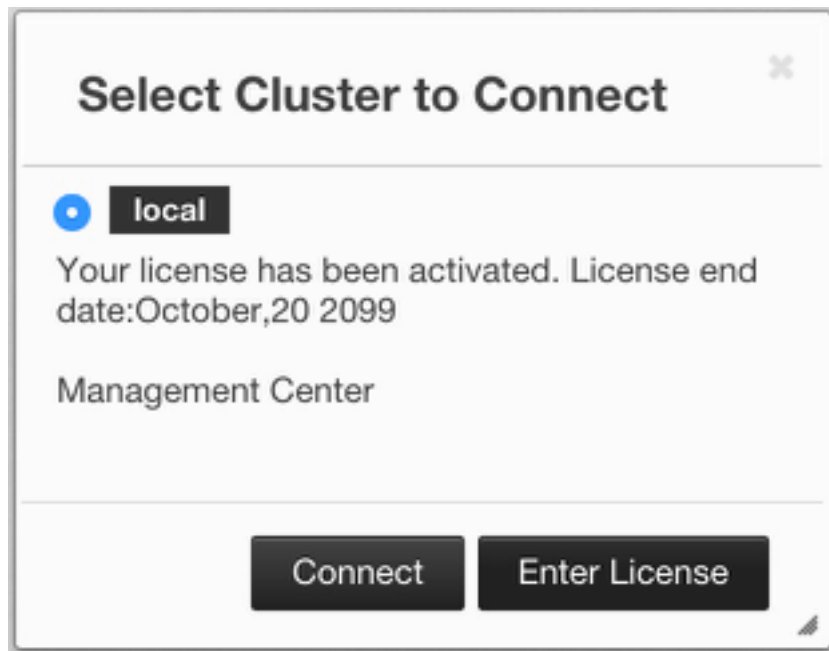 Select Cluster to Connect
local
Your license has been activated. License end
date:October,20 2099
Management Center
Connect
Enter License